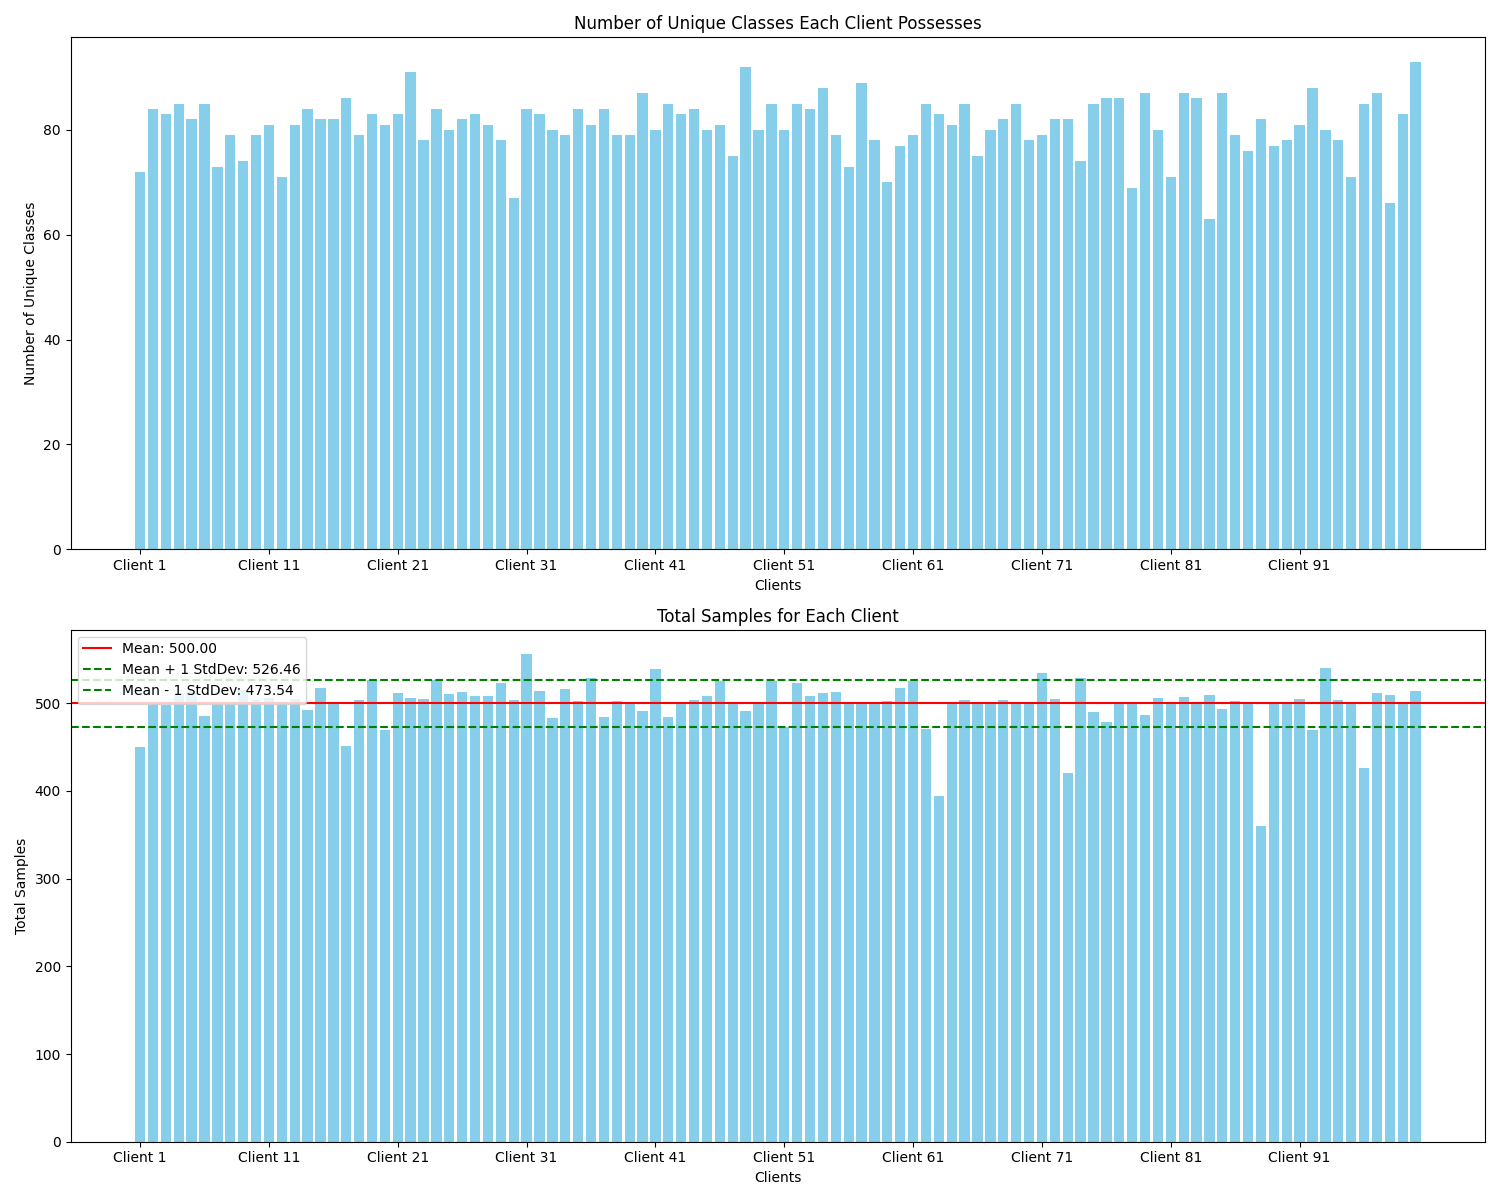 Number of Unique Classes Each Client Possesses
Number of Unique Classes
80
60
40
20
0
Client 1 Client 11 Client 21 Client 31 Client 41 Client 51 Client 61 Client 71 Client 81 Client 91
Clients
Total Samples for Each Client
Mean: 500.00
Mean + 1 StdDev: 526.46
Mean - 1 StdDev: 473.54
Total Samples
500
400
300
200
100
0
Client 1 Client 11 Client 21 Client 31 Client 41 Client 51 Client 61 Client 71 Client 81 Client 91
Clients